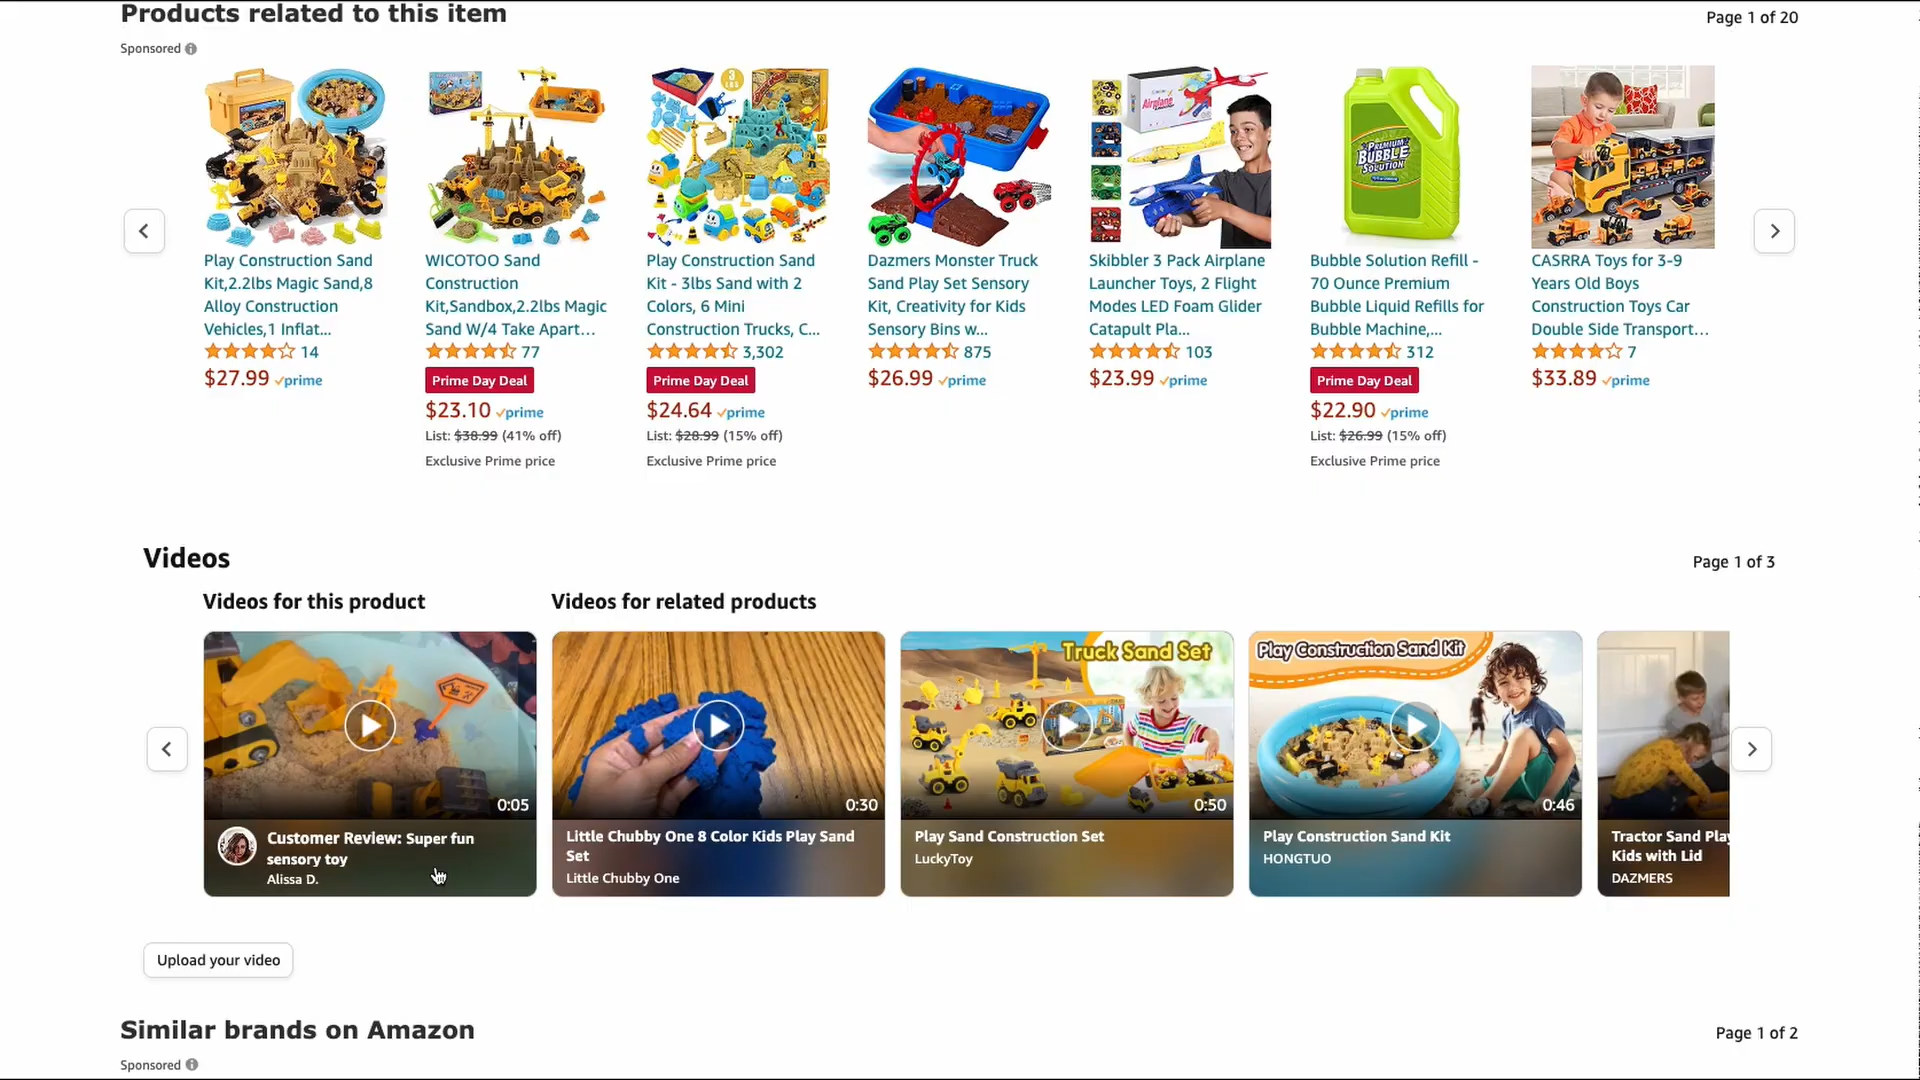 Products related to this item
Page 1 of 20
Sponsored
Airplane
PREMIUM
BUBBLE
SOLUTION
Play Construction Sand
Kit,2.2lbs Magic Sand,8
Alloy Construction
Vehicles,1 Inflat...
14
$27.99 prime
WICOTOO Sand
Construction
Kit,Sandbox,2.2lbs Magic
Sand W/4 Take Apart...
77
Prime Day Deal
$23.10 prime
List: $38.99 (41% off)
Exclusive Prime price
Play Construction Sand
Kit - 3lbs Sand with 2
Colors, 6 Mini
Construction Trucks, C...
3,302
Prime Day Deal
$24.64 prime
List: $28.99 (15% off)
Exclusive Prime price
Dazmers Monster Truck
Sand Play Set Sensory
Kit, Creativity for Kids
Sensory Bins w...
875
$26.99 prime
Skibbler 3 Pack Airplane
Launcher Toys, 2 Flight
Modes LED Foam Glider
Catapult Pla...
103
$23.99 prime
Bubble Solution Refill -
70 Ounce Premium
Bubble Liquid Refills for
Bubble Machine,...
312
Prime Day Deal
$22.90 prime
List: $26.99 (15% off)
Exclusive Prime price
CASRRA Toys for 3-9
Years Old Boys
Construction Toys Car
Double Side Transport...
7
$33.89 prime
Videos
Page 1 of 3
Videos for this product
Videos for related products
0:05
Customer Review: Super fun
sensory toy
Alissa D.
0:30
Little Chubby One 8 Color Kids Play Sand
Set
Little Chubby One
Truck Sand Set
0:50
Play Sand Construction Set
LuckyToy
Play Construction Sand Kit
0:46
Play Construction Sand Kit
HONGTUO
Tractor Sand Play
Kids with Lid
DAZMERS
Upload your video
Similar brands on Amazon
Page 1 of 2
Sponsored